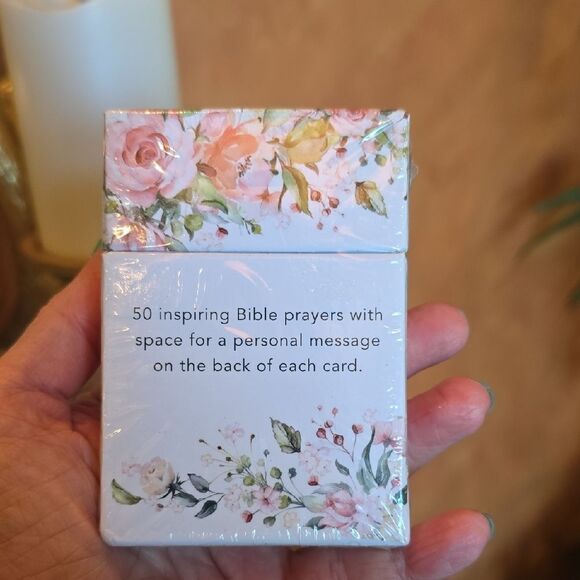 50 inspiring Bible prayers with
space for a personal message
on the back of each card.